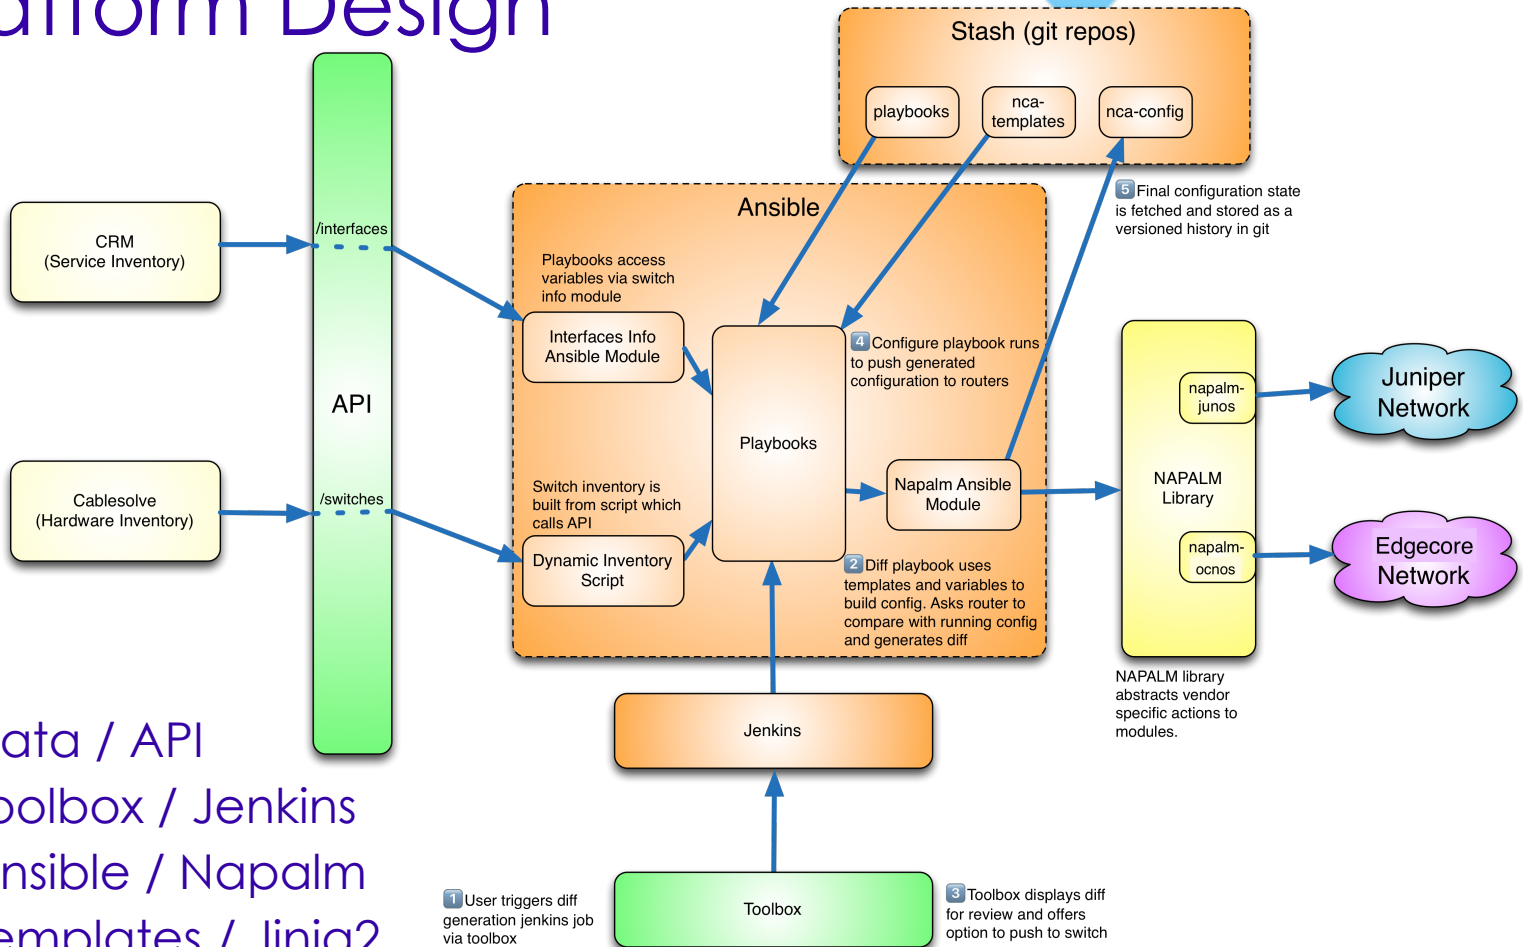 atform Design
Stash (git repos)
playbooks
nca-
templates
nca-config
5 Final configuration state
is fetched and stored as a
versioned history in git
/interfaces
CRM
(Service Inventory)
API
/switches
Cablesolve
(Hardware Inventory)
Ansible
Playbooks access
variables via switch
info module
Interfaces Info
Ansible Module
4 Configure playbook runs
to push generated
configuration to routers
Playbooks
Switch inventory is
built from script which
calls API
Dynamic Inventory
Script
Napalm Ansible
Module
2 Diff playbook uses
templates and variables to
build config. Asks router to
compare with running config
and generates diff
napalm-
junos
NAPALM
Library
napalm-
ocnos
NAPALM library
abstracts vendor
specific actions to
modules.
Juniper
Network
Edgecore
Network
Jenkins
1 User triggers diff
generation jenkins job
via toolbox
Toolbox
3 Toolbox displays diff
for review and offers
option to push to switch
ata / API
oolbox / Jenkins
nsible / Napalm
emplates / Jinja2